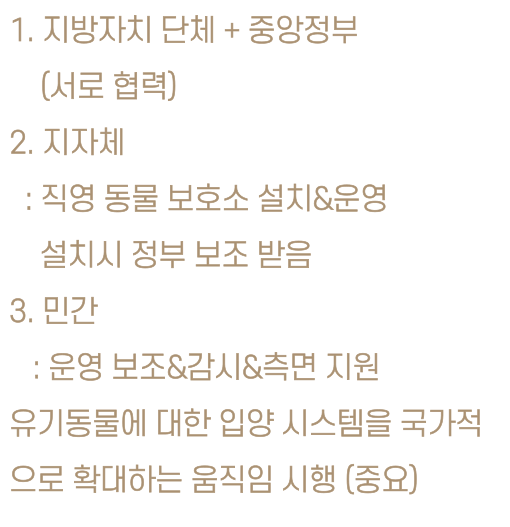 1. 지방자치 단체 + 중앙정부
(서로 협력)
2. 지자체
: 직영 동물 보호소 설치&운영
설치시 정부 보조 받음
3. 민간
: 운영 보조&감시&측면 지원
유기동물에 대한 입양 시스템을 국가적
으로 확대하는 움직임 시행 (중요)